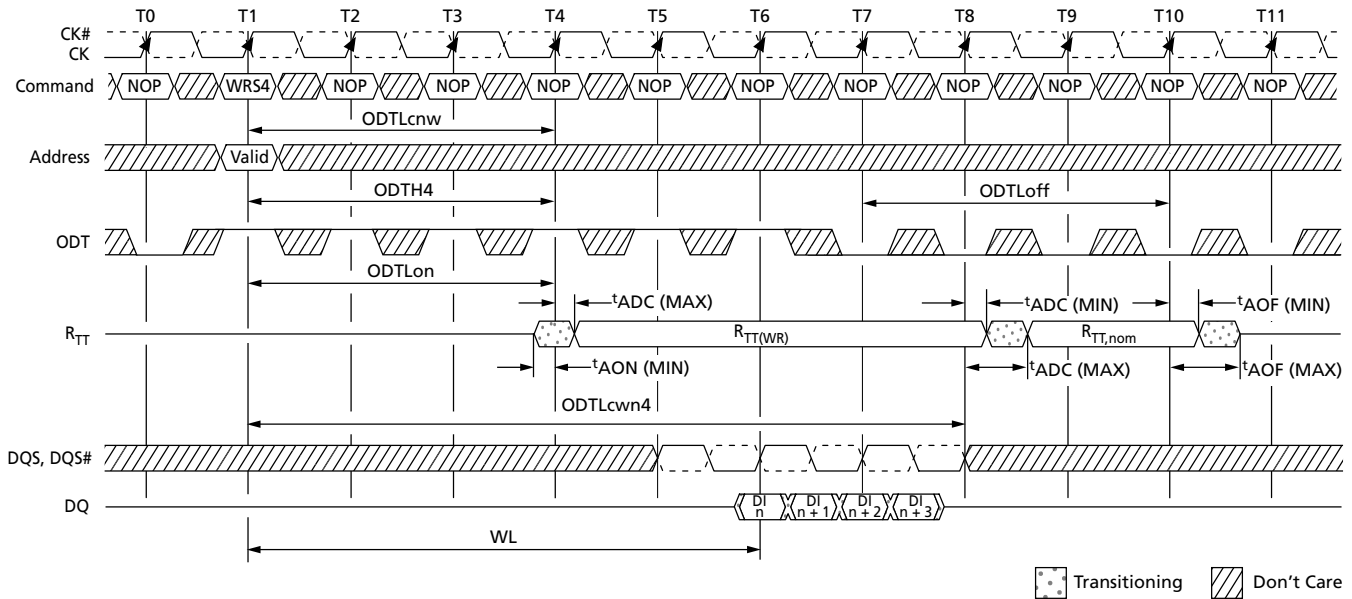 T0 T1 T2 T3 T4 T5 T6 T7 T8 T9 T10 T11
CK#
CK
Command NOP WRS4 NOP NOP NOP NOP NOP NOP NOP NOP NOP NOP
ODTLcnw
Address Valid
ODTH4 ODTLoff
ODT
ODTLon
tADC (MAX) tADC (MIN) tAOF (MIN)
RTT RTT(WR) RTT,nom
tAON (MIN) tADC (MAX) tAOF (MAX)
ODTLcwn4
DQS, DQS#
DQ DI n DI n + 1 DI n + 2 DI n + 3
WL
Transitioning Don't Care